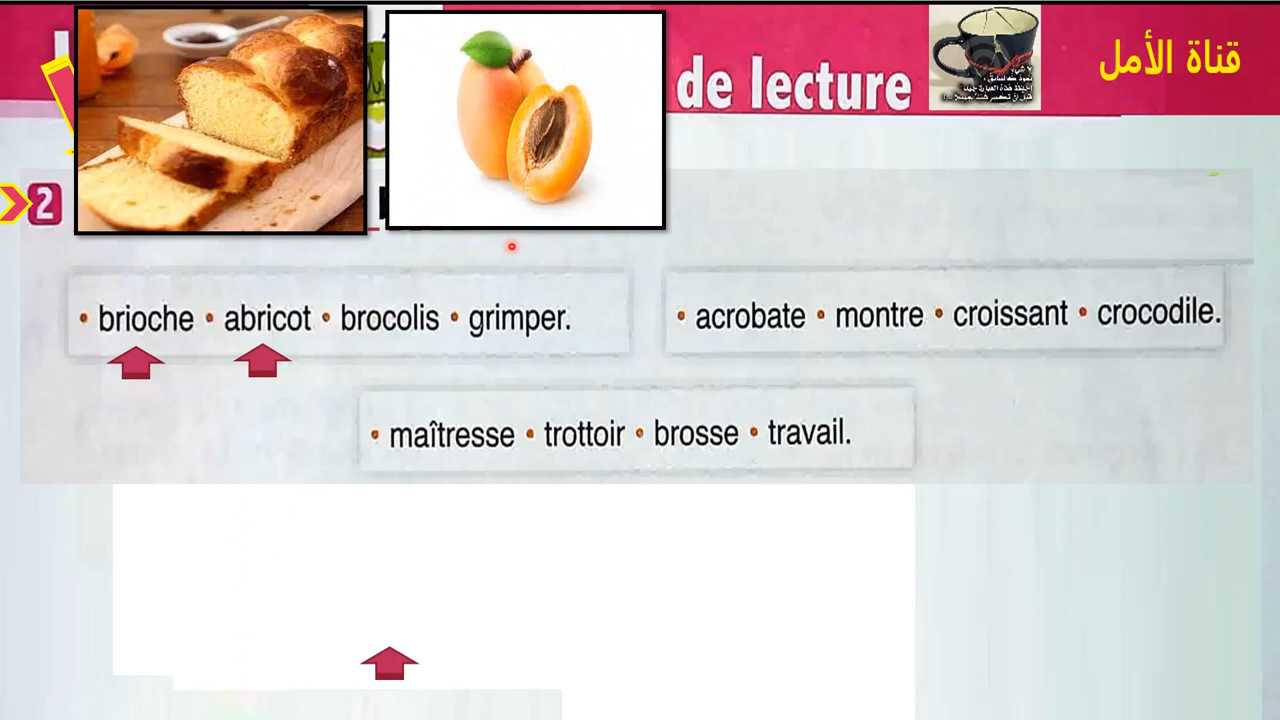 de lecture
قناة الأمل
2
• brioche • abricot • brocolis • grimper.
• acrobate • montre • croissant • crocodile.
• maîtresse • trottoir • brosse • travail.